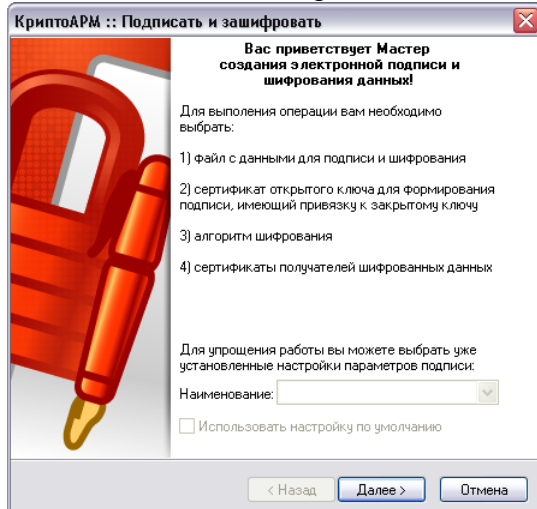 КриптоАРМ :: Подписать и зашифровать
Вас приветствует Мастер
создания электронной подписи и
шифрования данных!
Для выполения операции вам необходимо
выбрать:
1) файл с данными для подписи и шифрования
2) сертификат открытого ключа для формирования
подписи, имеющий привязку к закрытому ключу
3) алгоритм шифрования
4) сертификаты получателей шифрованных данных
Для упрощения работы вы можете выбрать уже
установленные настройки параметров подписи:
Наименование:
Использовать настройку по умолчанию
< Назад Далее > Отмена